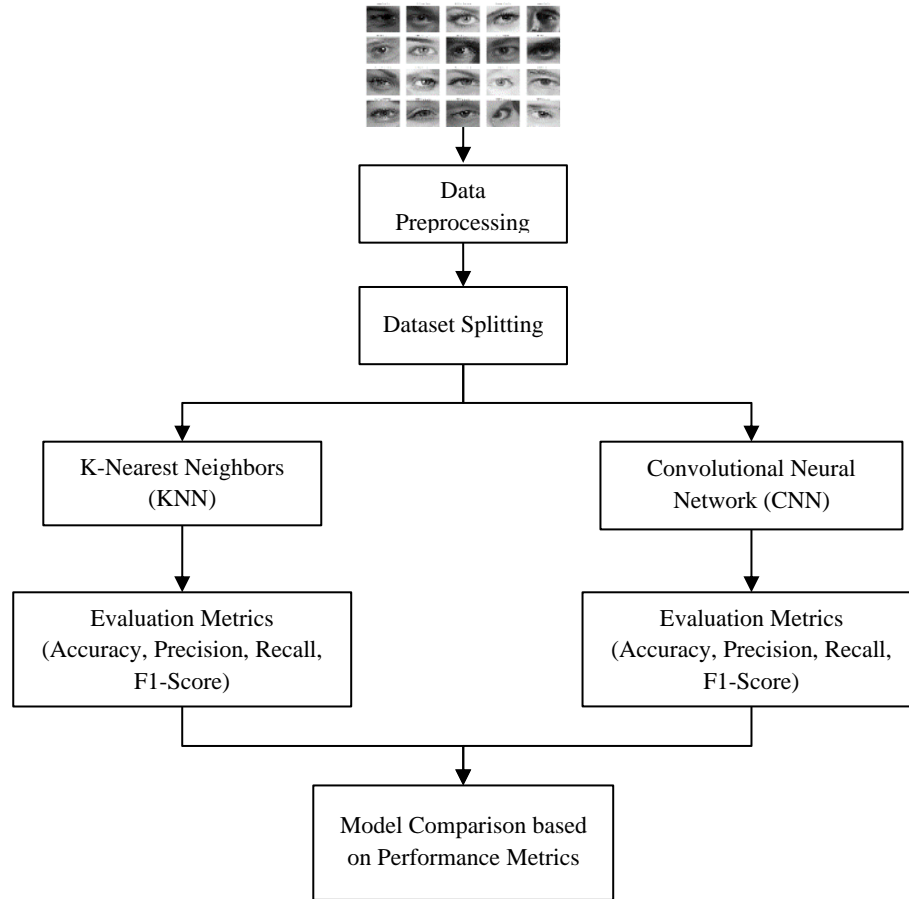 Data
Preprocessing
Dataset Splitting
K-Nearest Neighbors
(KNN)
Convolutional Neural
Network (CNN)
Evaluation Metrics
(Accuracy, Precision, Recall,
F1-Score)
Evaluation Metrics
(Accuracy, Precision, Recall,
F1-Score)
Model Comparison based
on Performance Metrics